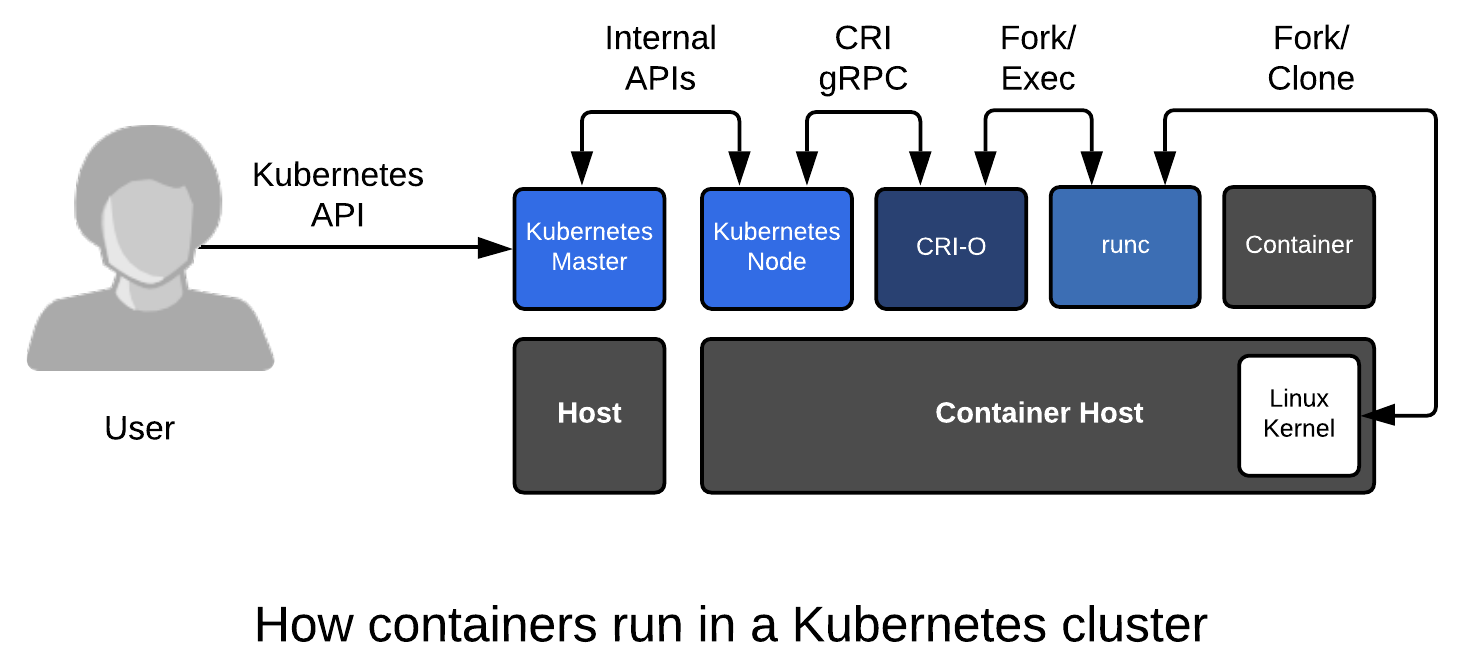 Internal
APIs
CRI
gRPC
Fork/
Exec
Fork/
Clone
Kubernetes
API
Kubernetes
Master
Kubernetes
Node
CRI-O
runc
Container
User
Host
Container Host
Linux
Kernel
How containers run in a Kubernetes cluster